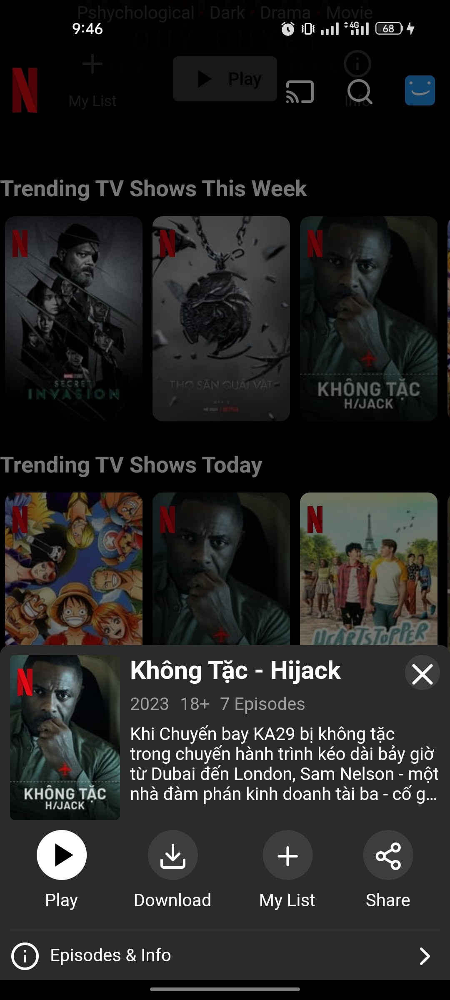 Pshychological • Dark • Drama • Movie
9:46
4G
68
QUỶ QUYỆT
Play
My List
Info
Trending TV Shows This Week
MARVEL STUDIOS
SECRET
INVASION
THỢ SĂN QUÁI VẬT
KHÔNG TẶC
H/JACK
Trending TV Shows Today
HEARTSTOPPER
Không Tặc - Hijack
2023 18+ 7 Episodes
Khi Chuyến bay KA29 bị không tặc
trong chuyến hành trình kéo dài bảy giờ
từ Dubai đến London, Sam Nelson - một
nhà đàm phán kinh doanh tài ba - cố g...
KHÔNG TẶC
H/JACK
Play
Download
My List
Share
Episodes & Info